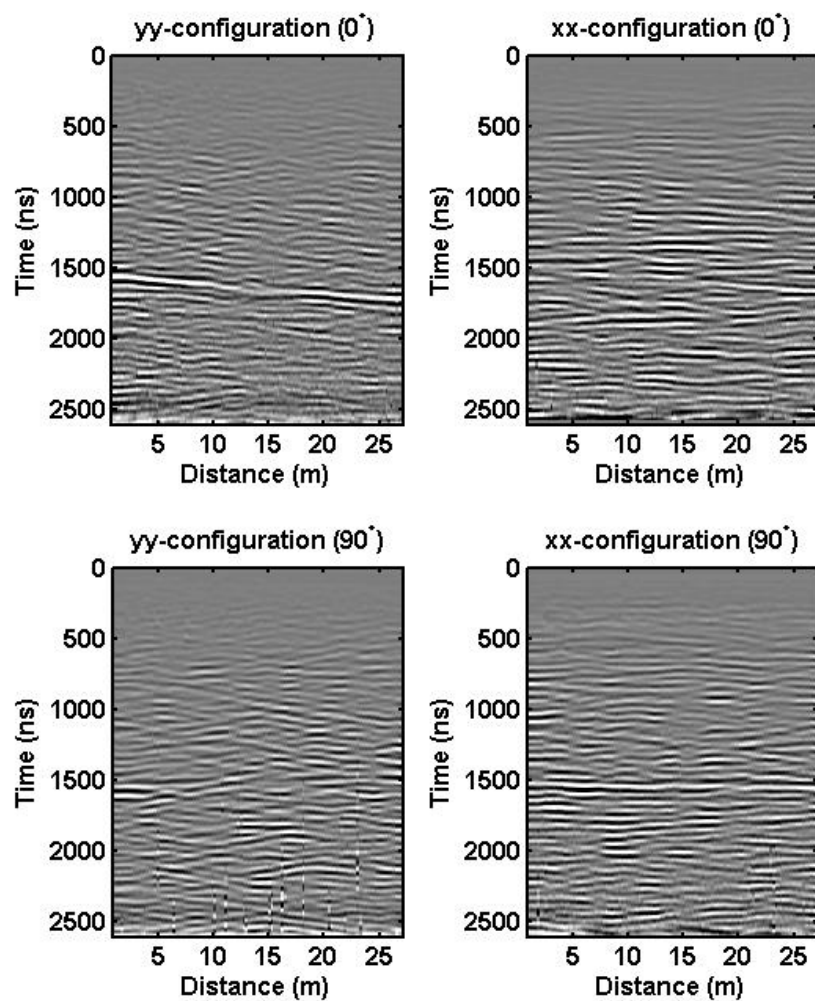 yy-configuration (0°)
xx-configuration (0°)
0
500
1000
1500
2000
2500
Time (ns)
5 10 15 20 25
Distance (m)
0
500
1000
1500
2000
2500
Time (ns)
5 10 15 20 25
Distance (m)
yy-configuration (90°)
xx-configuration (90°)
0
500
1000
1500
2000
2500
Time (ns)
5 10 15 20 25
Distance (m)
0
500
1000
1500
2000
2500
Time (ns)
5 10 15 20 25
Distance (m)